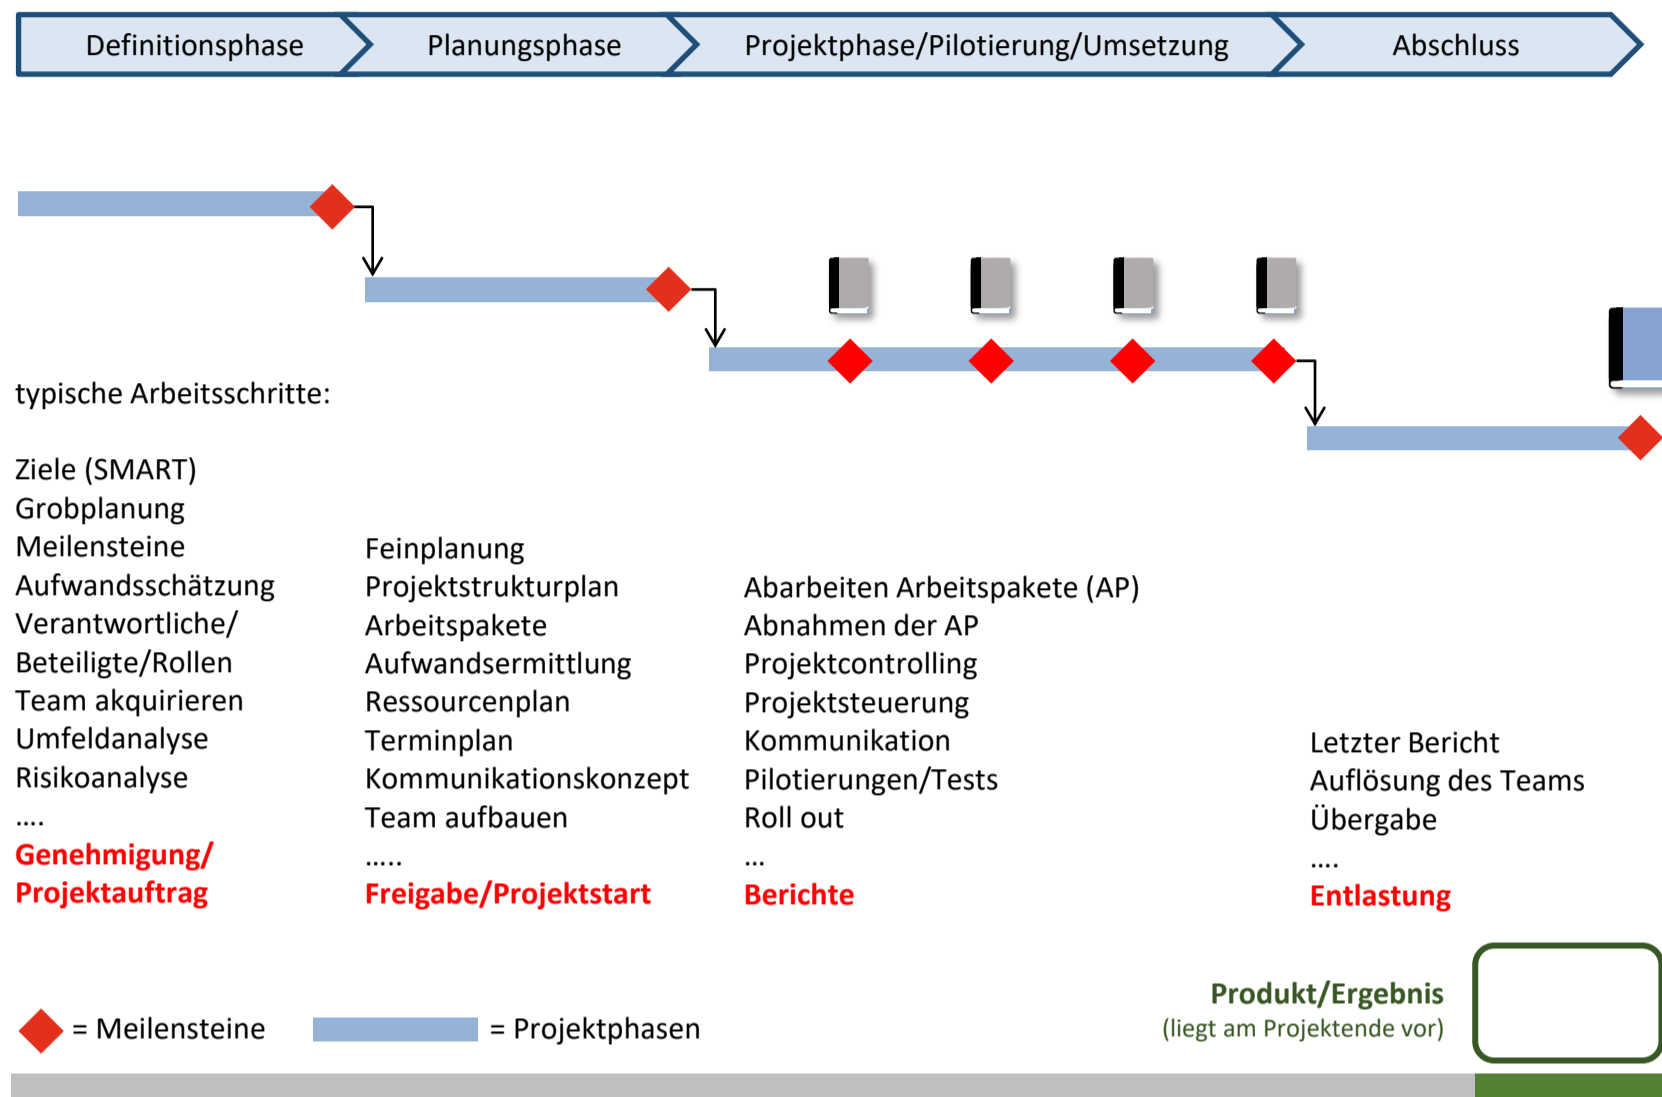 Definitionsphase
Planungsphase
Projektphase/Pilotierung/Umsetzung
Abschluss
typische Arbeitsschritte:
Ziele (SMART)
Grobplanung
Meilensteine
Aufwandsschätzung
Verantwortliche/
Beteiligte/Rollen
Team akquirieren
Umfeldanalyse
Risikoanalyse
....
Genehmigung/
Projektauftrag
Feinplanung
Projektstrukturplan
Arbeitspakete
Aufwandsermittlung
Ressourcenplan
Terminplan
Kommunikationskonzept
Team aufbauen
.....
Freigabe/Projektstart
Abarbeiten Arbeitspakete (AP)
Abnahmen der AP
Projektcontrolling
Projektsteuerung
Kommunikation
Pilotierungen/Tests
Roll out
...
Berichte
Letzter Bericht
Auflösung des Teams
Übergabe
....
Entlastung
= Meilensteine
= Projektphasen
Produkt/Ergebnis
(liegt am Projektende vor)